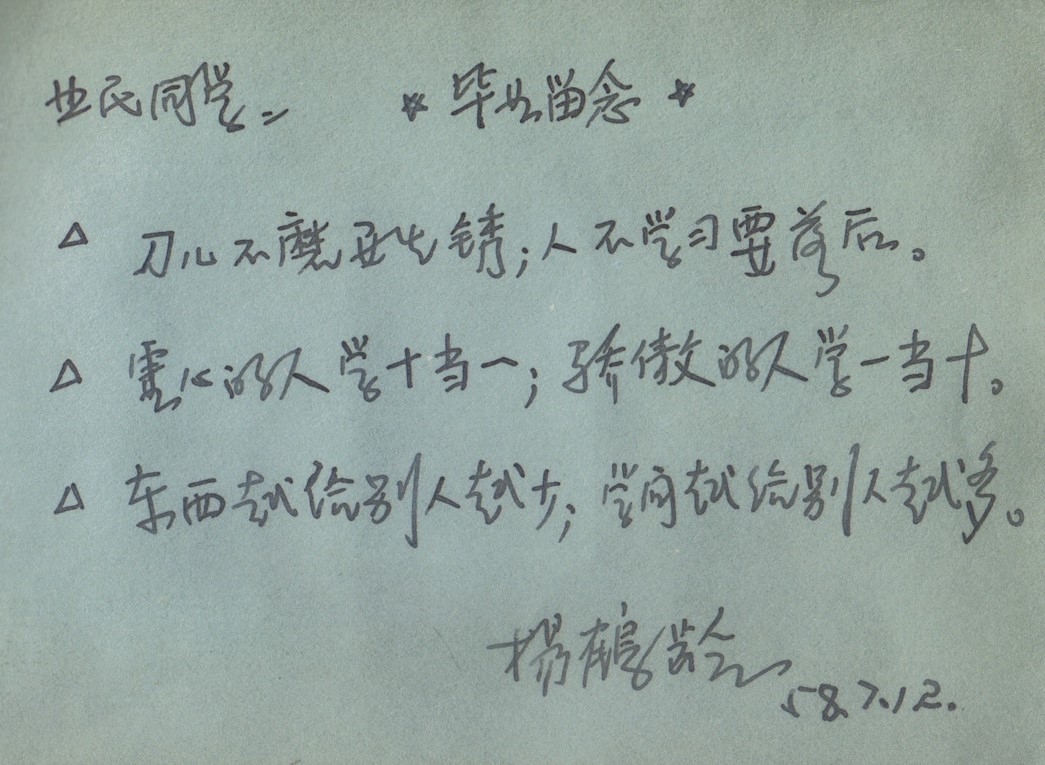 世民同学: ☆ 毕业留念 ☆
△ 刀儿不磨要生锈;人不学习要落后。
△ 虚心的人学十当一;骄傲的人学一当十。
△ 东西越给别人越少;学问越给别人越多。
楊鹤龄
58.7.12.